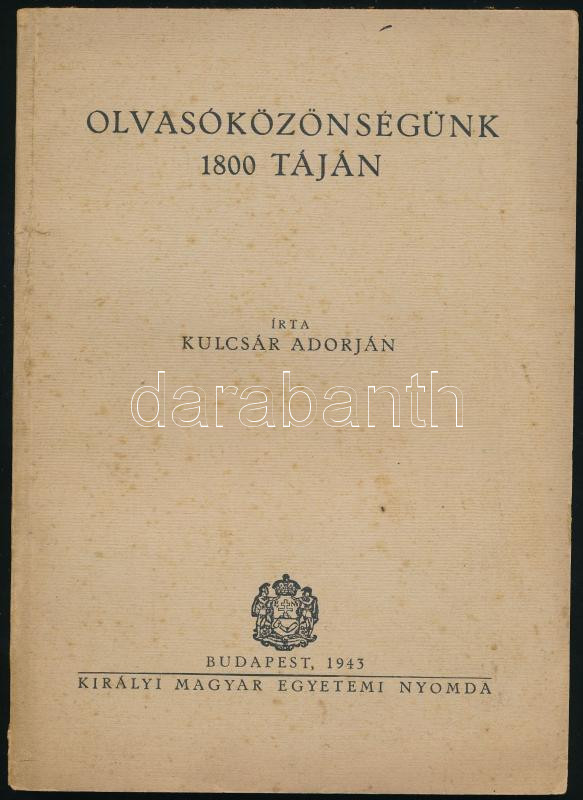 OLVASÓKÖZÖNSÉGÜNK
1800 TÁJÁN
ÍRTA
KULCSÁR ADORJÁN
darabanth
BUDAPEST, 1943
KIRÁLYI MAGYAR EGYETEMI NYOMDA